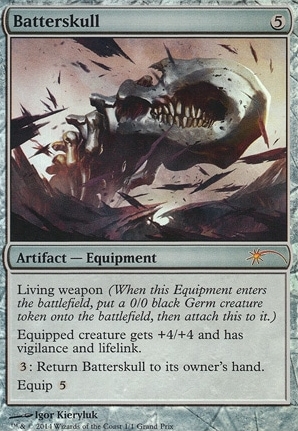 Batterskull 5
Artifact — Equipment
Living weapon (When this Equipment enters
the battlefield, put a 0/0 black Germ creature
token onto the battlefield, then attach this to it.)
Equipped creature gets +4/+4 and has
vigilance and lifelink.
3: Return Batterskull to its owner's hand.
Equip 5
Igor Kieryluk
™ & © 2014 Wizards of the Coast 1/1 Grand Prix